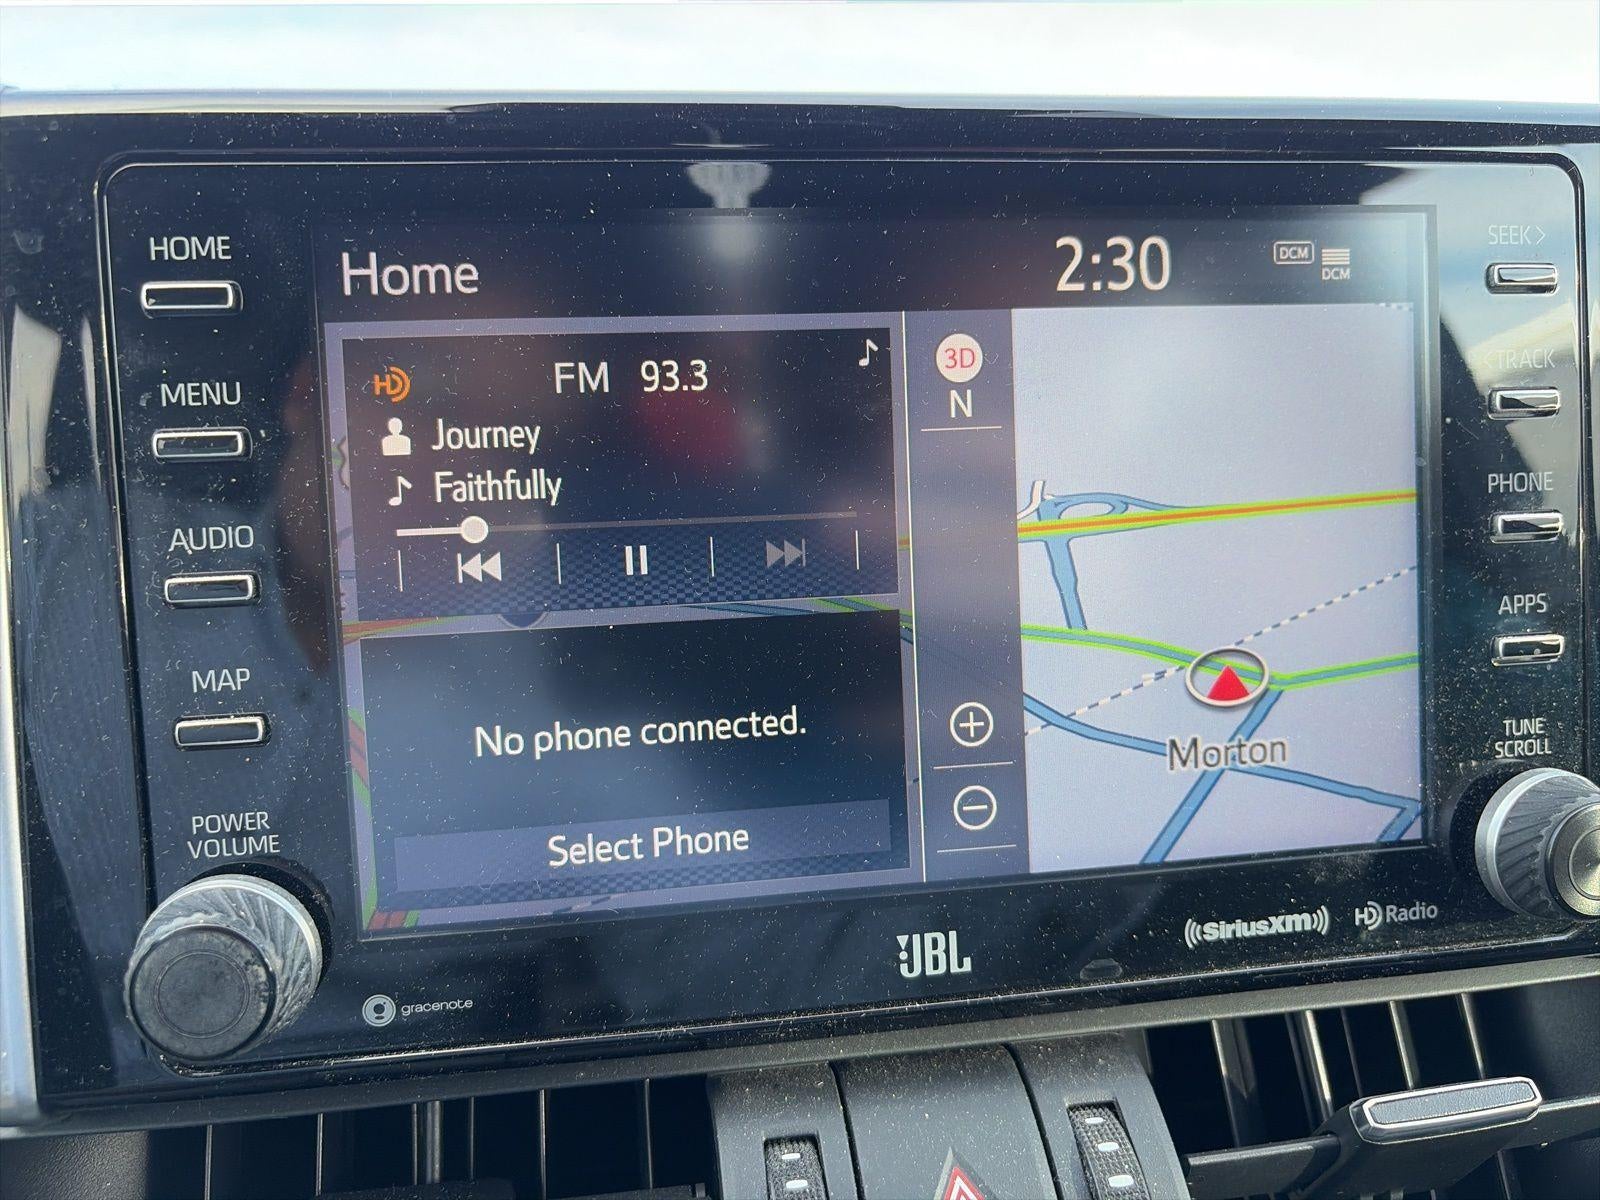 HOME
MENU
AUDIO
MAP
POWER
VOLUME
Home
2:30
DCM
DCM
HD
FM 93.3
Journey
Faithfully
No phone connected.
Select Phone
3D
N
Morton
SEEK>
<TRACK
PHONE
APPS
TUNE
SCROLL
gracenote
JBL
((SiriusXM))
HD Radio